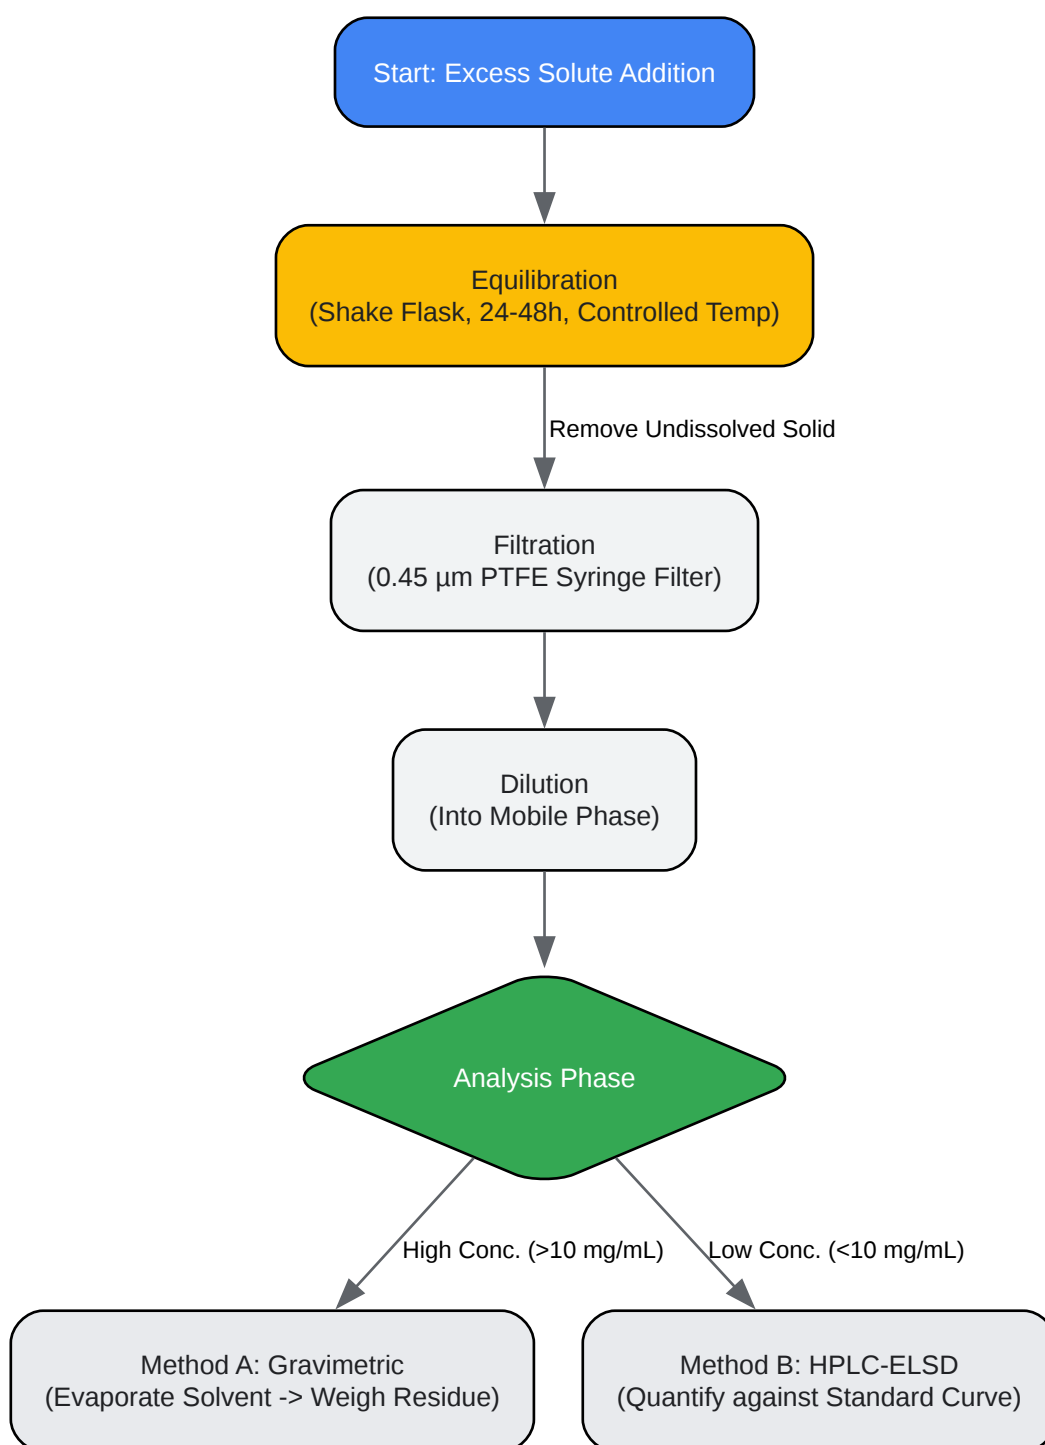 Start: Excess Solute Addition
Equilibration
(Shake Flask, 24-48h, Controlled Temp)
Remove Undissolved Solid
Filtration
(0.45 µm PTFE Syringe Filter)
Dilution
(Into Mobile Phase)
Analysis Phase
High Conc. (>10 mg/mL)
Low Conc. (<10 mg/mL)
Method A: Gravimetric
(Evaporate Solvent -> Weigh Residue)
Method B: HPLC-ELSD
(Quantify against Standard Curve)